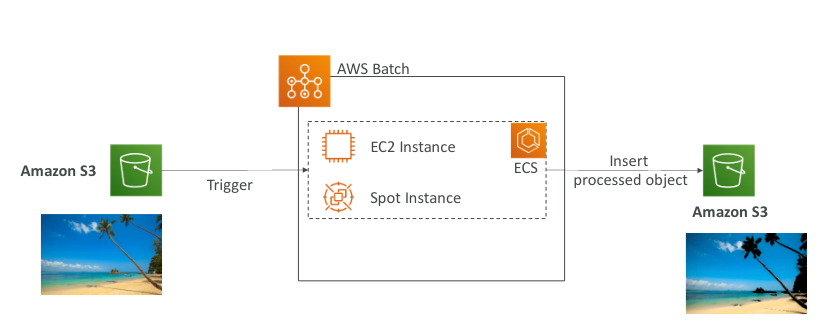 AWS Batch
Amazon S3
Trigger
EC2 Instance
Spot Instance
ECS
Insert
processed object
Amazon S3